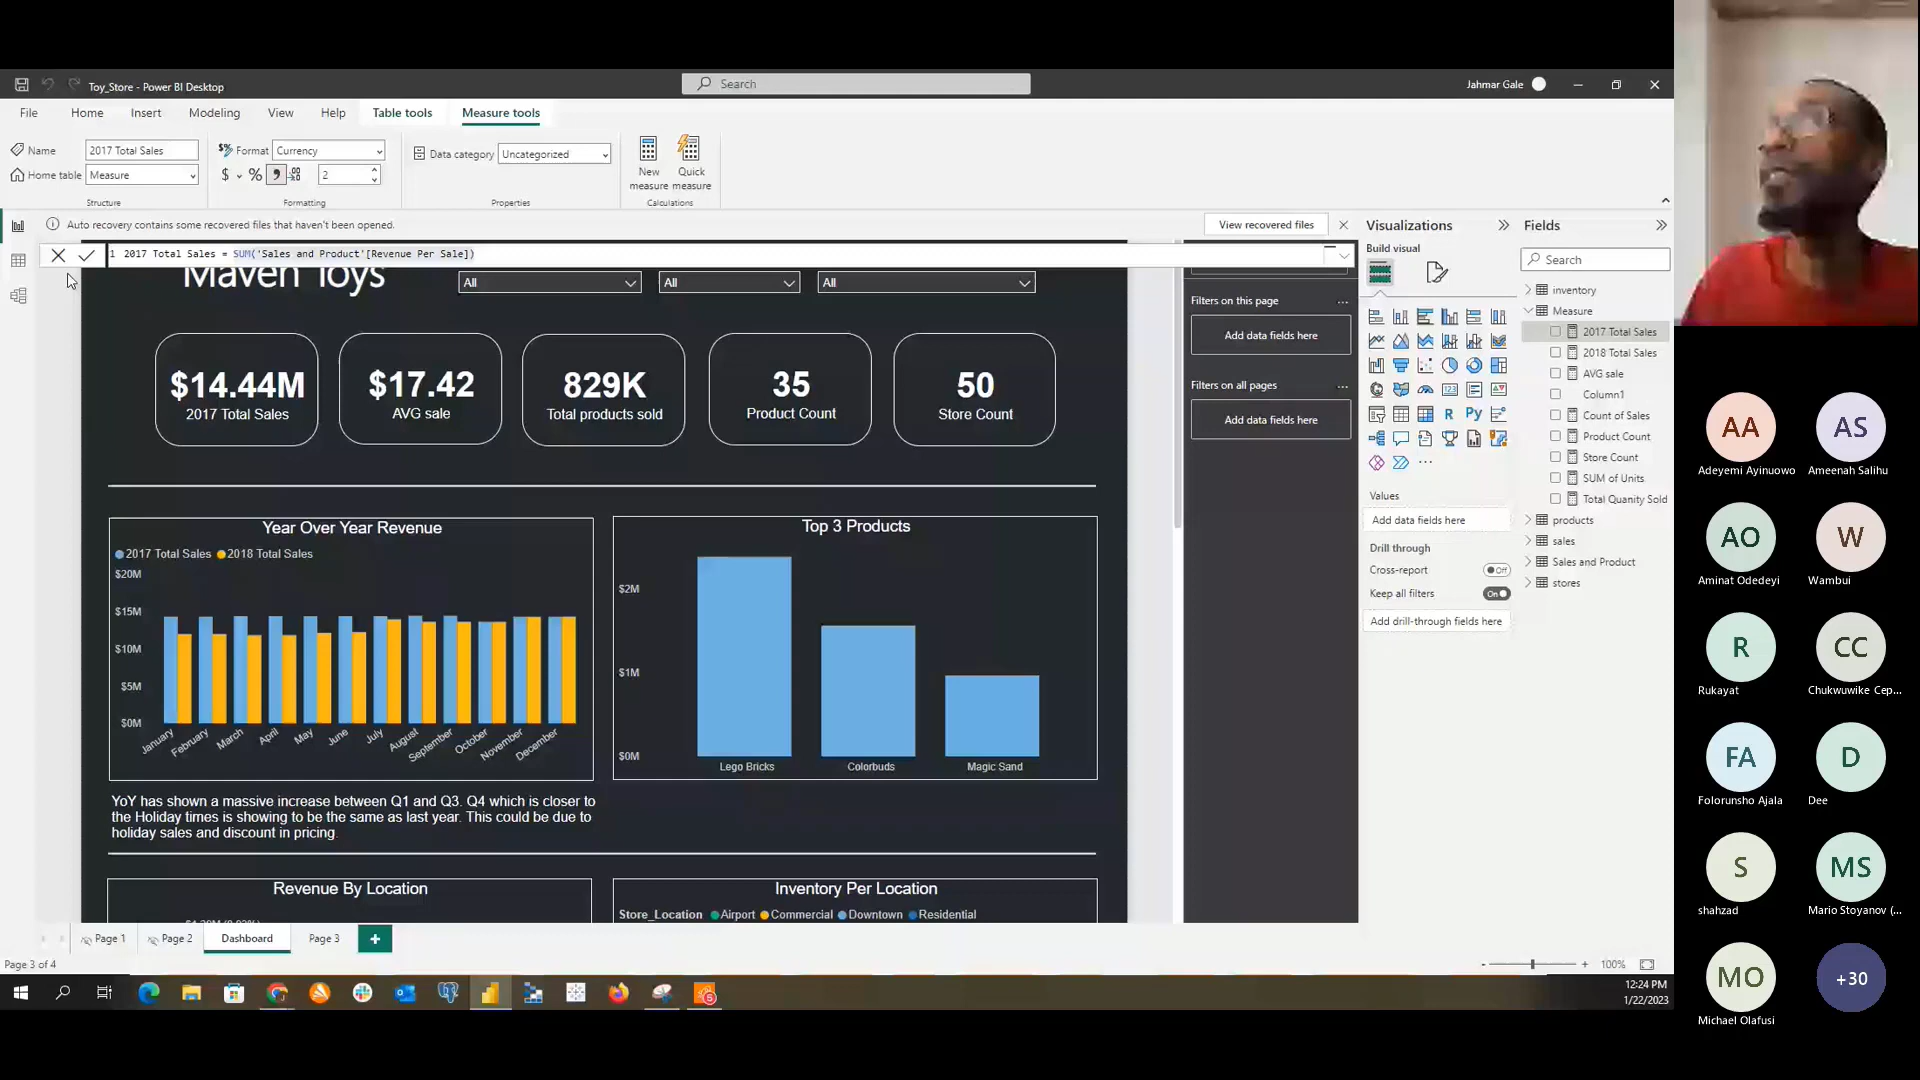 Toy_Store - Power BI Desktop
Search
Jahmar Gale
File
Home
Insert
Modeling
View
Help
Table tools
Measure tools
Name
2017 Total Sales
Home table
Measure
Structure
Format
Currency
$
%
2
Formatting
Data category
Uncategorized
Properties
New
measure
Quick
measure
Calculations
Auto recovery contains some recovered files that haven't been opened.
View recovered files
1 2017 Total Sales = SUM('Sales and Product'[Revenue Per Sale])
Maven Toys
All
All
All
$14.44M
2017 Total Sales
$17.42
AVG sale
829K
Total products sold
35
Product Count
50
Store Count
Year Over Year Revenue
2017 Total Sales
2018 Total Sales
$20M
$15M
$10M
$5M
$0M
January
February
March
April
May
June
July
August
September
October
November
December
Top 3 Products
$2M
$1M
$0M
Lego Bricks
Colorbuds
Magic Sand
YoY has shown a massive increase between Q1 and Q3. Q4 which is closer to
the Holiday times is showing to be the same as last year. This could be due to
holiday sales and discount in pricing.
Revenue By Location
Inventory Per Location
Store_Location
Airport
Commercial
Downtown
Residential
Filters on this page
...
Add data fields here
Filters on all pages
...
Add data fields here
Visualizations
Build visual
R
Py
123
...
Values
Add data fields here
Drill through
Cross-report
Off
Keep all filters
On
Add drill-through fields here
Fields
Search
inventory
Measure
2017 Total Sales
2018 Total Sales
AVG sale
Column1
Count of Sales
Product Count
Store Count
SUM of Units
Total Quanity Sold
products
sales
Sales and Product
stores
Page 1
Page 2
Dashboard
Page 3
+
Page 3 of 4
-
+
100%
5
12:24 PM
1/22/2023
AA
Adeyemi Ayinuowo
AS
Ameenah Salihu
AO
Aminat Odedeyi
W
Wambui
R
Rukayat
CC
Chukwuwike Cep...
FA
Folorunsho Ajala
D
Dee
S
shahzad
MS
Mario Stoyanov (...
MO
Michael Olafusi
+30